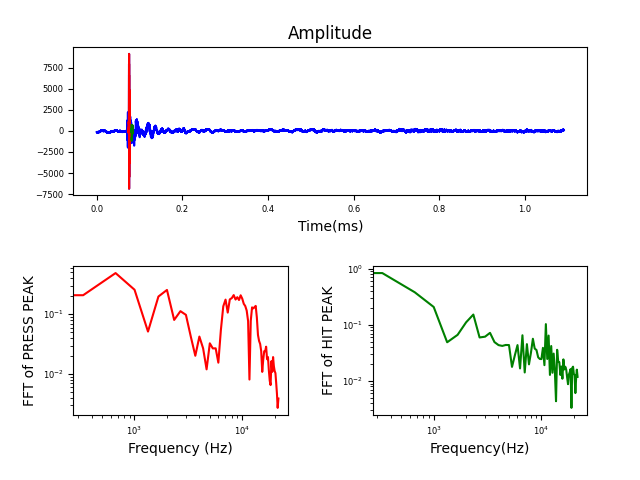 Amplitude
7500
5000
2500
0
−2500
−5000
−7500
0.0 0.2 0.4 0.6 0.8 1.0
Time(ms)
FFT of PRESS PEAK
10⁻¹
10⁻²
10³ 10⁴
Frequency (Hz)
FFT of HIT PEAK
10⁰
10⁻¹
10⁻²
10³ 10⁴
Frequency(Hz)